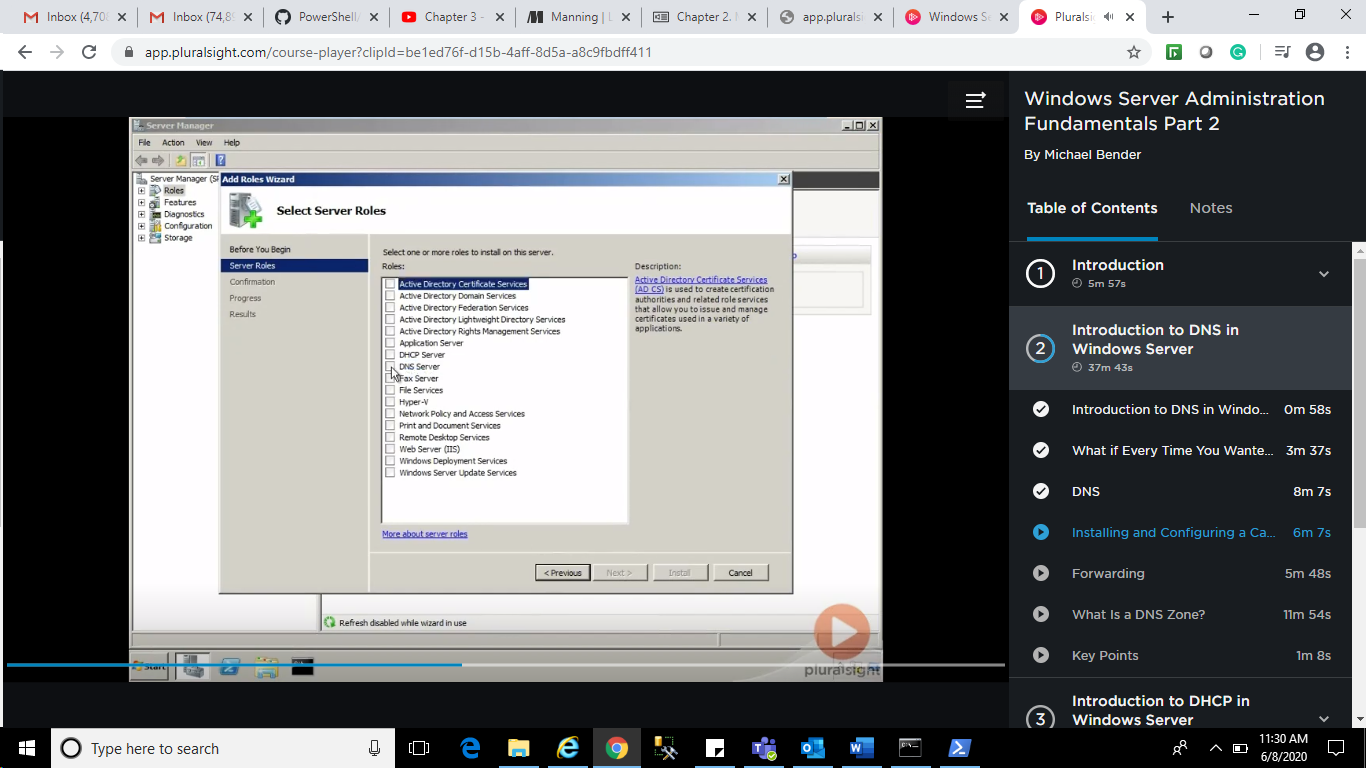 Inbox (4,70
Inbox (74,8
PowerShell/
Chapter 3 -
Manning | L
Chapter 2.
app.plurals
Windows Se
Pluralsi
app.pluralsight.com/course-player?clipId=be1ed76f-d15b-4aff-8d5a-a8c9fbdff411
Server Manager
File Action View Help
Server Manager (S
Roles
Features
Diagnostics
Configuration
Storage
Add Roles Wizard
Select Server Roles
Before You Begin
Server Roles
Confirmation
Progress
Results
Select one or more roles to install on this server.
Roles:
Active Directory Certificate Services
Active Directory Domain Services
Active Directory Federation Services
Active Directory Lightweight Directory Services
Active Directory Rights Management Services
Application Server
DHCP Server
DNS Server
Fax Server
File Services
Hyper-V
Network Policy and Access Services
Print and Document Services
Remote Desktop Services
Web Server (IIS)
Windows Deployment Services
Windows Server Update Services
More about server roles
Description:
Active Directory Certificate Services
(AD CS) is used to create certification
authorities and related role services
that allow you to issue and manage
certificates used in a variety of
applications.
< Previous
Next >
Install
Cancel
Refresh disabled while wizard in use
Start
pluralsight
Windows Server Administration
Fundamentals Part 2
By Michael Bender
Table of Contents
Notes
1
Introduction
5m 57s
2
Introduction to DNS in
Windows Server
37m 43s
Introduction to DNS in Windo... 0m 58s
What if Every Time You Wante... 3m 37s
DNS 8m 7s
Installing and Configuring a Ca... 6m 7s
Forwarding 5m 48s
What Is a DNS Zone? 11m 54s
Key Points 1m 8s
3
Introduction to DHCP in
Windows Server
Type here to search
11:30 AM
6/8/2020